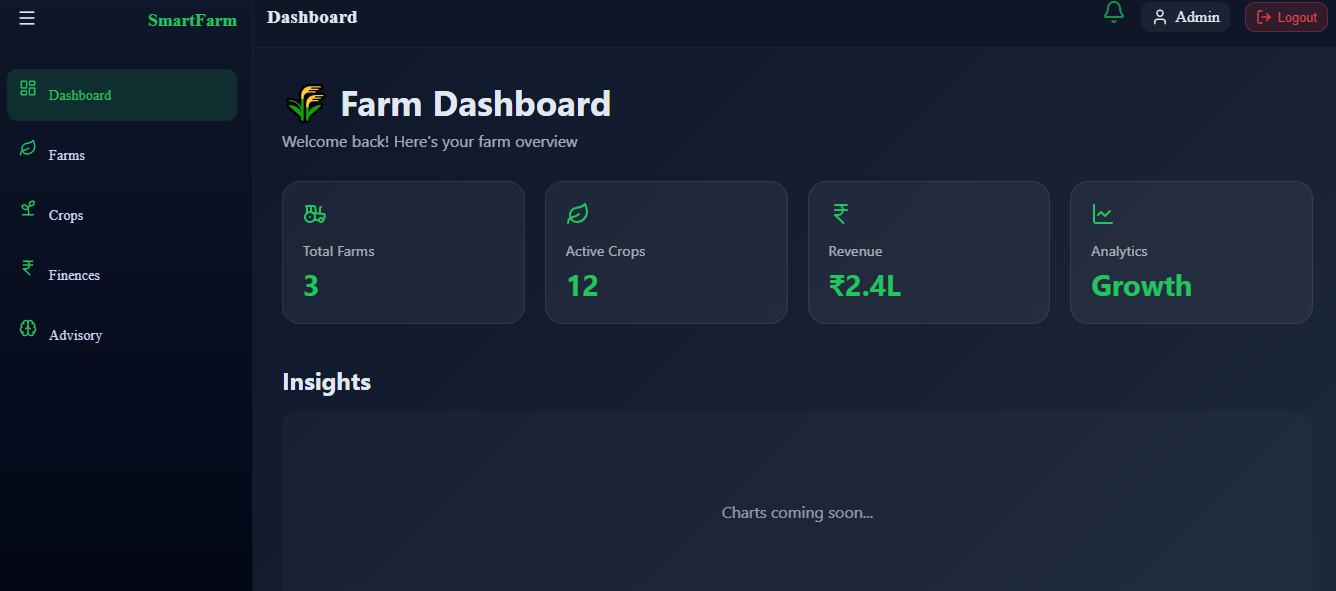 SmartFarm
Dashboard
Farms
Crops
Finences
Advisory
Dashboard
Admin
Logout
Farm Dashboard
Welcome back! Here's your farm overview
Total Farms
3
Active Crops
12
Revenue
₹2.4L
Analytics
Growth
Insights
Charts coming soon...